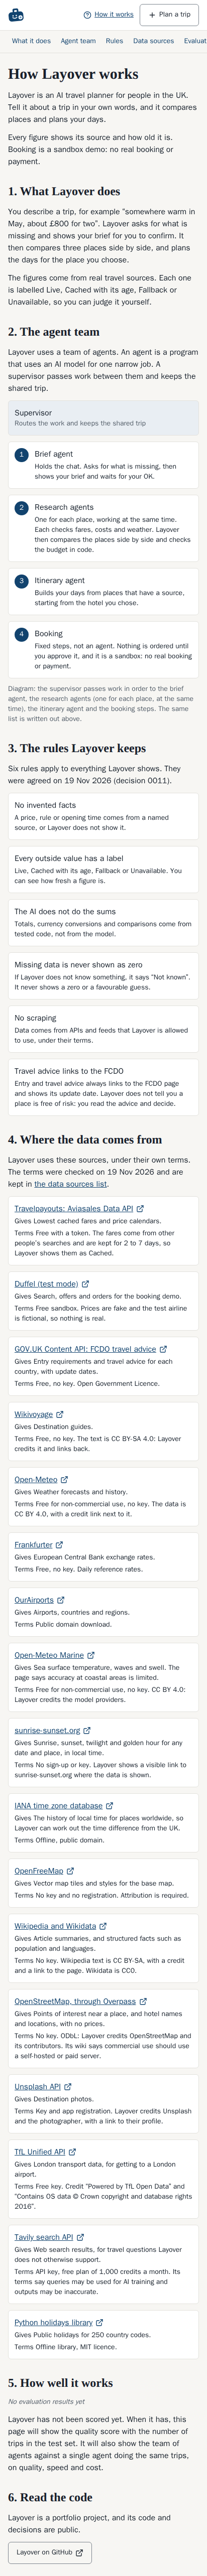 How it works
Plan a trip
What it does
Agent team
Rules
Data sources
Evaluat
How Layover works
Layover is an AI travel planner for people in the UK.
Tell it about a trip in your own words, and it compares
places and plans your days.
Every figure shows its source and how old it is.
Booking is a sandbox demo: no real booking or
payment.
1. What Layover does
You describe a trip, for example "somewhere warm in
May, about £800 for two". Layover asks for what is
missing and shows your brief for you to confirm. It
then compares three places side by side, and plans
the days for the place you choose.
The figures come from real travel sources. Each one
is labelled Live, Cached with its age, Fallback or
Unavailable, so you can judge it yourself.
2. The agent team
Layover uses a team of agents. An agent is a program
that uses an AI model for one narrow job. A
supervisor passes work between them and keeps the
shared trip.
Supervisor
Routes the work and keeps the shared trip
1
Brief agent
Holds the chat. Asks for what is missing, then
shows your brief and waits for your OK.
2
Research agents
One for each place, working at the same time.
Each checks fares, costs and weather. Layover
then compares the places side by side and checks
the budget in code.
3
Itinerary agent
Builds your days from places that have a source,
starting from the hotel you chose.
4
Booking
Fixed steps, not an agent. Nothing is ordered until
you approve it, and it is a sandbox: no real booking
or payment.
Diagram: the supervisor passes work in order to the brief
agent, the research agents (one for each place, at the same
time), the itinerary agent and the booking steps. The same
list is written out above.
3. The rules Layover keeps
Six rules apply to everything Layover shows. They
were agreed on 19 Nov 2026 (decision 0011).
No invented facts
A price, rule or opening time comes from a named
source, or Layover does not show it.
Every outside value has a label
Live, Cached with its age, Fallback or Unavailable. You
can see how fresh a figure is.
The AI does not do the sums
Totals, currency conversions and comparisons come from
tested code, not from the model.
Missing data is never shown as zero
If Layover does not know something, it says "Not known".
It never shows a zero or a favourable guess.
No scraping
Data comes from APIs and feeds that Layover is allowed
to use, under their terms.
Travel advice links to the FCDO
Entry and travel advice always links to the FCDO page
and shows its update date. Layover does not tell you a
place is free of risk: you read the advice and decide.
4. Where the data comes from
Layover uses these sources, under their own terms.
The terms were checked on 19 Nov 2026 and are
kept in the data sources list.
Travelpayouts: Aviasales Data API
Gives Lowest cached fares and price calendars.
Terms Free with a token. The fares come from other
people's searches and are kept for 2 to 7 days, so
Layover shows them as Cached.
Duffel (test mode)
Gives Search, offers and orders for the booking demo.
Terms Free sandbox. Prices are fake and the test airline
is fictional, so nothing is real.
GOV.UK Content API: FCDO travel advice
Gives Entry requirements and travel advice for each
country, with update dates.
Terms Free, no key. Open Government Licence.
Wikivoyage
Gives Destination guides.
Terms Free, no key. The text is CC BY-SA 4.0: Layover
credits it and links back.
Open-Meteo
Gives Weather forecasts and history.
Terms Free for non-commercial use, no key. The data is
CC BY 4.0, with a credit link next to it.
Frankfurter
Gives European Central Bank exchange rates.
Terms Free, no key. Daily reference rates.
OurAirports
Gives Airports, countries and regions.
Terms Public domain download.
Open-Meteo Marine
Gives Sea surface temperature, waves and swell. The
page says accuracy at coastal areas is limited.
Terms Free for non-commercial use, no key. CC BY 4.0:
Layover credits the model providers.
sunrise-sunset.org
Gives Sunrise, sunset, twilight and golden hour for any
date and place, in local time.
Terms No sign-up or key. Layover shows a visible link to
sunrise-sunset.org where the data is shown.
IANA time zone database
Gives The history of local time for places worldwide, so
Layover can work out the time difference from the UK.
Terms Offline, public domain.
OpenFreeMap
Gives Vector map tiles and styles for the base map.
Terms No key and no registration. Attribution is required.
Wikipedia and Wikidata
Gives Article summaries, and structured facts such as
population and languages.
Terms No key. Wikipedia text is CC BY-SA, with a credit
and a link to the page. Wikidata is CC0.
OpenStreetMap, through Overpass
Gives Points of interest near a place, and hotel names
and locations, with no prices.
Terms No key. ODbL: Layover credits OpenStreetMap and
its contributors. Its wiki says commercial use should use
a self-hosted or paid server.
Unsplash API
Gives Destination photos.
Terms Key and app registration. Layover credits Unsplash
and the photographer, with a link to their profile.
TfL Unified API
Gives London transport data, for getting to a London
airport.
Terms Free key. Credit "Powered by TfL Open Data" and
"Contains OS data © Crown copyright and database rights
2016".
Tavily search API
Gives Web search results, for travel questions Layover
does not otherwise support.
Terms API key, free plan of 1,000 credits a month. Its
terms say queries may be used for AI training and
outputs may be inaccurate.
Python holidays library
Gives Public holidays for 250 country codes.
Terms Offline library, MIT licence.
5. How well it works
No evaluation results yet
Layover has not been scored yet. When it has, this
page will show the quality score with the number of
trips in the test set. It will also show the team of
agents against a single agent doing the same trips,
on quality, speed and cost.
6. Read the code
Layover is a portfolio project, and its code and
decisions are public.
Layover on GitHub